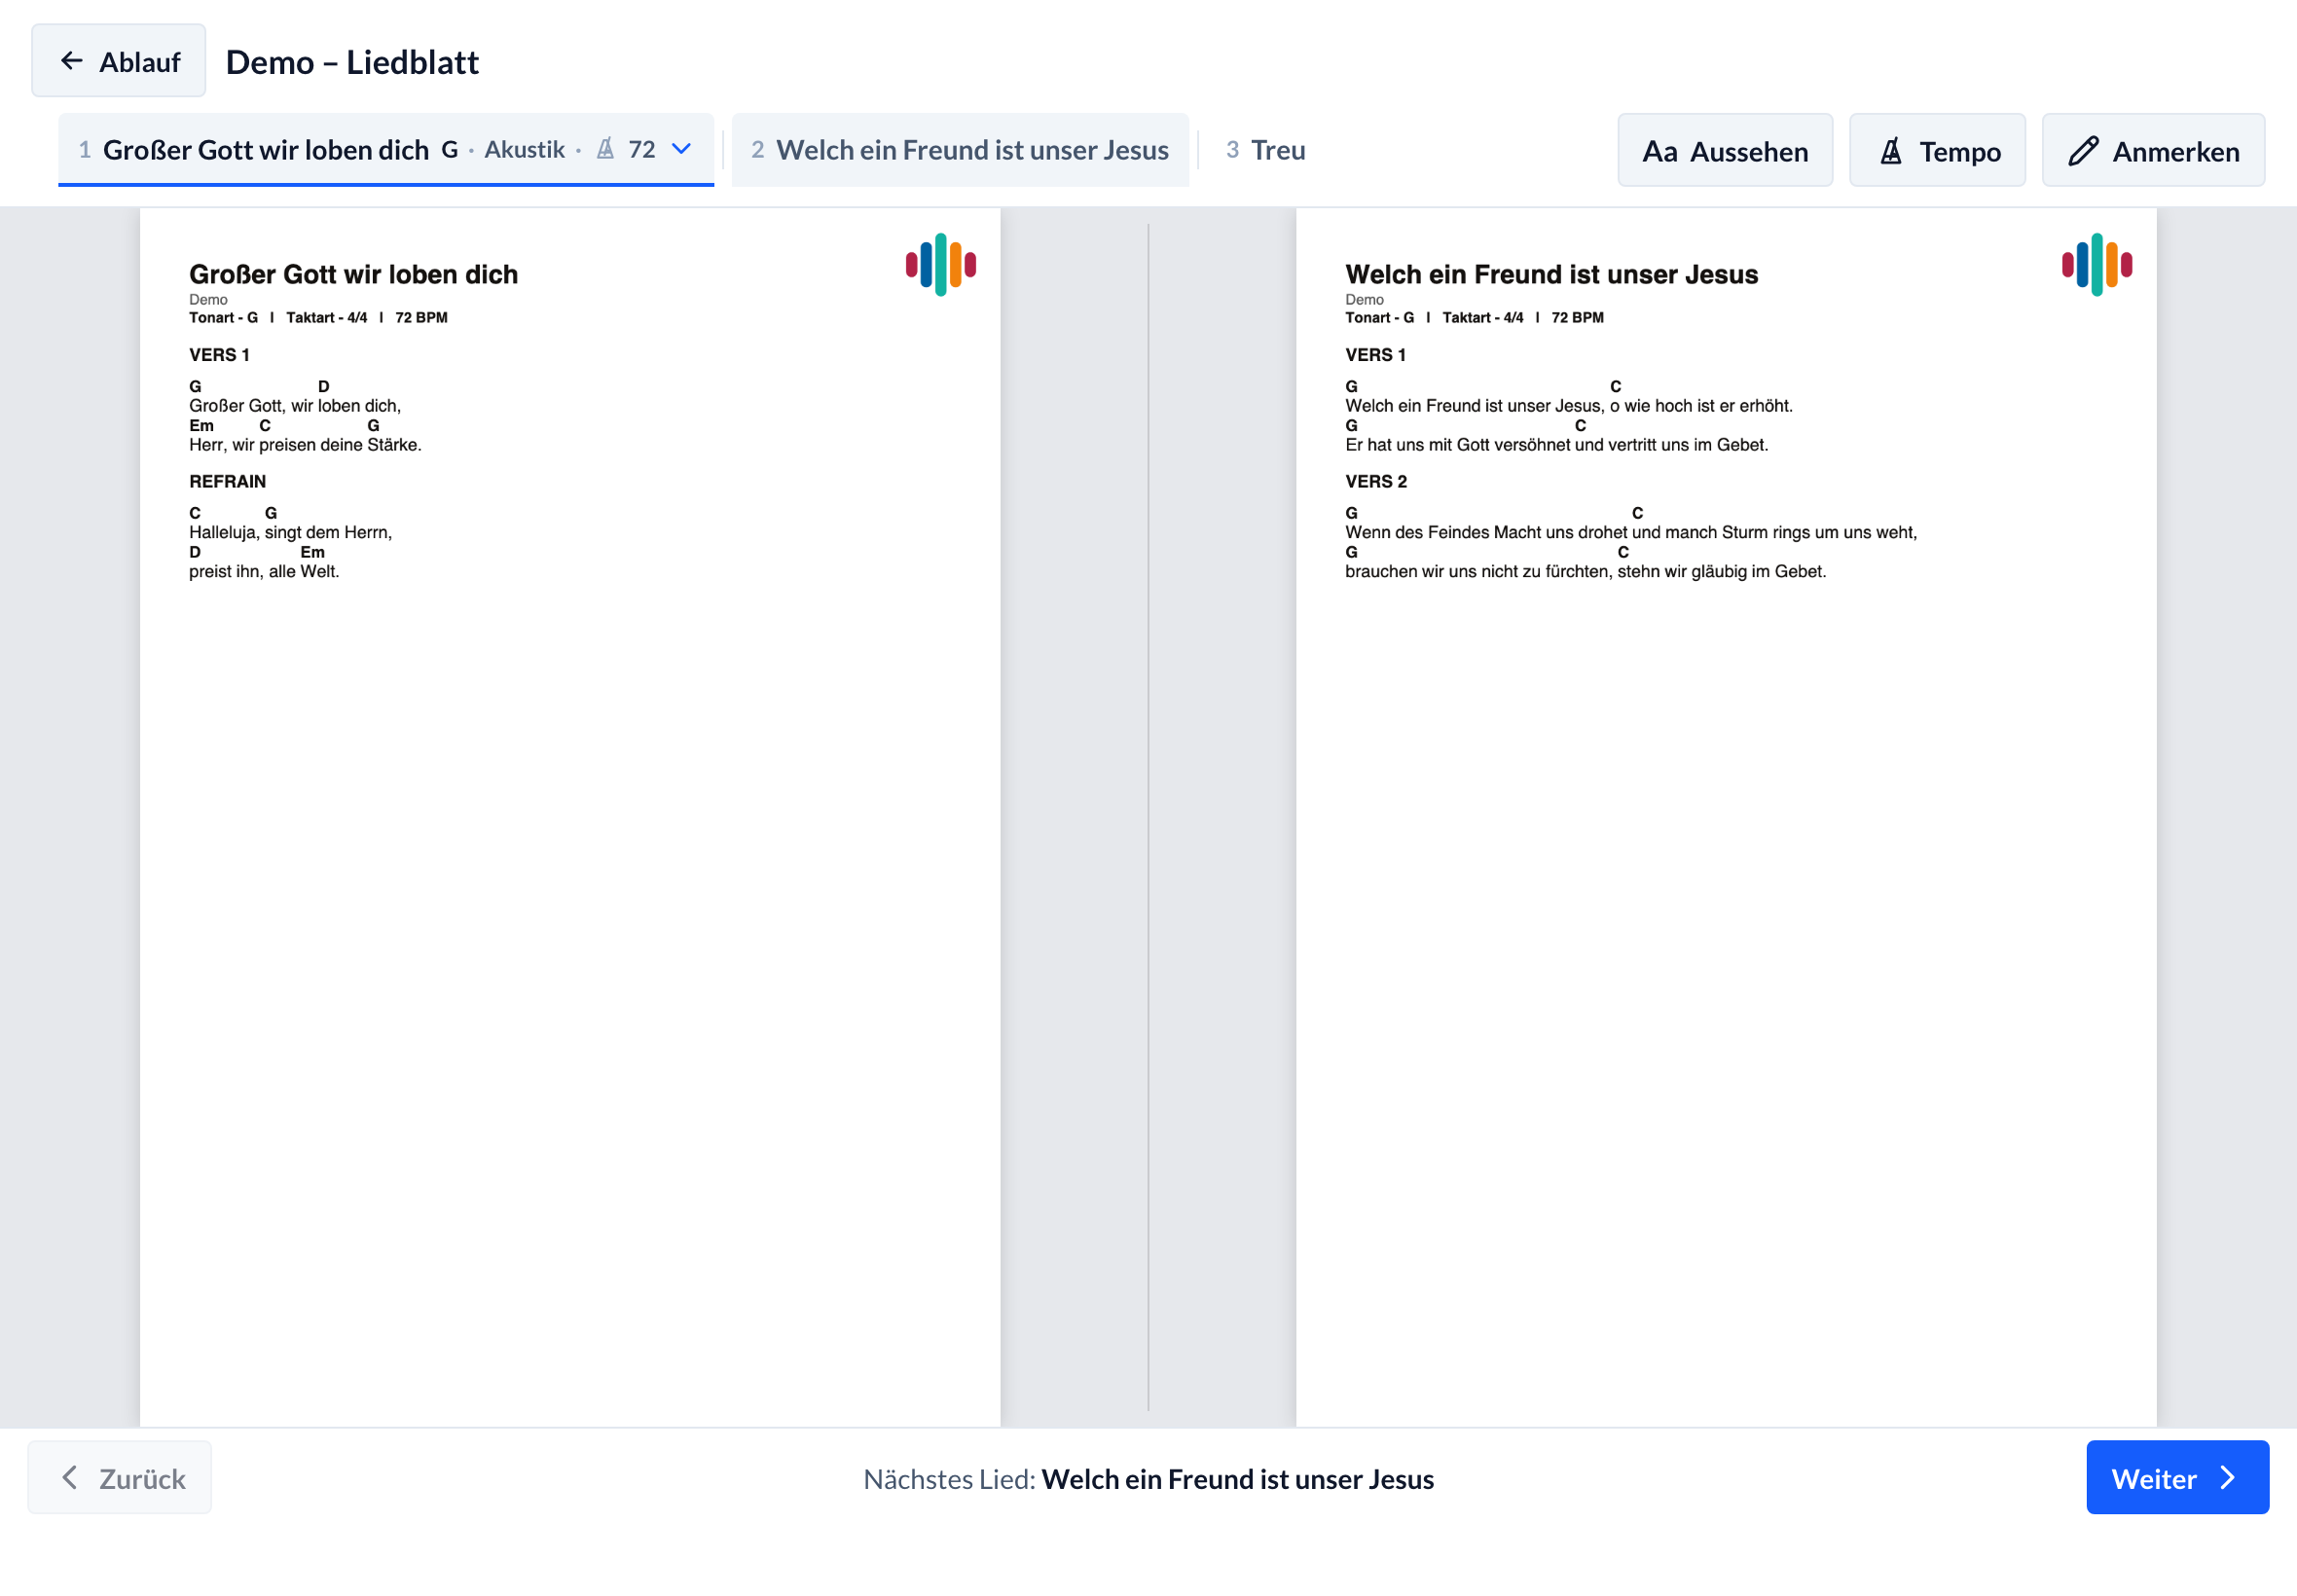 Ablauf
Demo – Liedblatt
1 Großer Gott wir loben dich G · Akustik · 72
2 Welch ein Freund ist unser Jesus
3 Treu
Aa Aussehen
Tempo
Anmerken
Großer Gott wir loben dich
Demo
Tonart - G | Taktart - 4/4 | 72 BPM
VERS 1
G D
Großer Gott, wir loben dich,
Em C G
Herr, wir preisen deine Stärke.
REFRAIN
C G
Halleluja, singt dem Herrn,
D Em
preist ihn, alle Welt.
Welch ein Freund ist unser Jesus
Demo
Tonart - G | Taktart - 4/4 | 72 BPM
VERS 1
G C
Welch ein Freund ist unser Jesus, o wie hoch ist er erhöht.
G C
Er hat uns mit Gott versöhnet und vertritt uns im Gebet.
VERS 2
G C
Wenn des Feindes Macht uns drohet und manch Sturm rings um uns weht,
G C
brauchen wir uns nicht zu fürchten, stehn wir gläubig im Gebet.
Zurück
Nächstes Lied: Welch ein Freund ist unser Jesus
Weiter